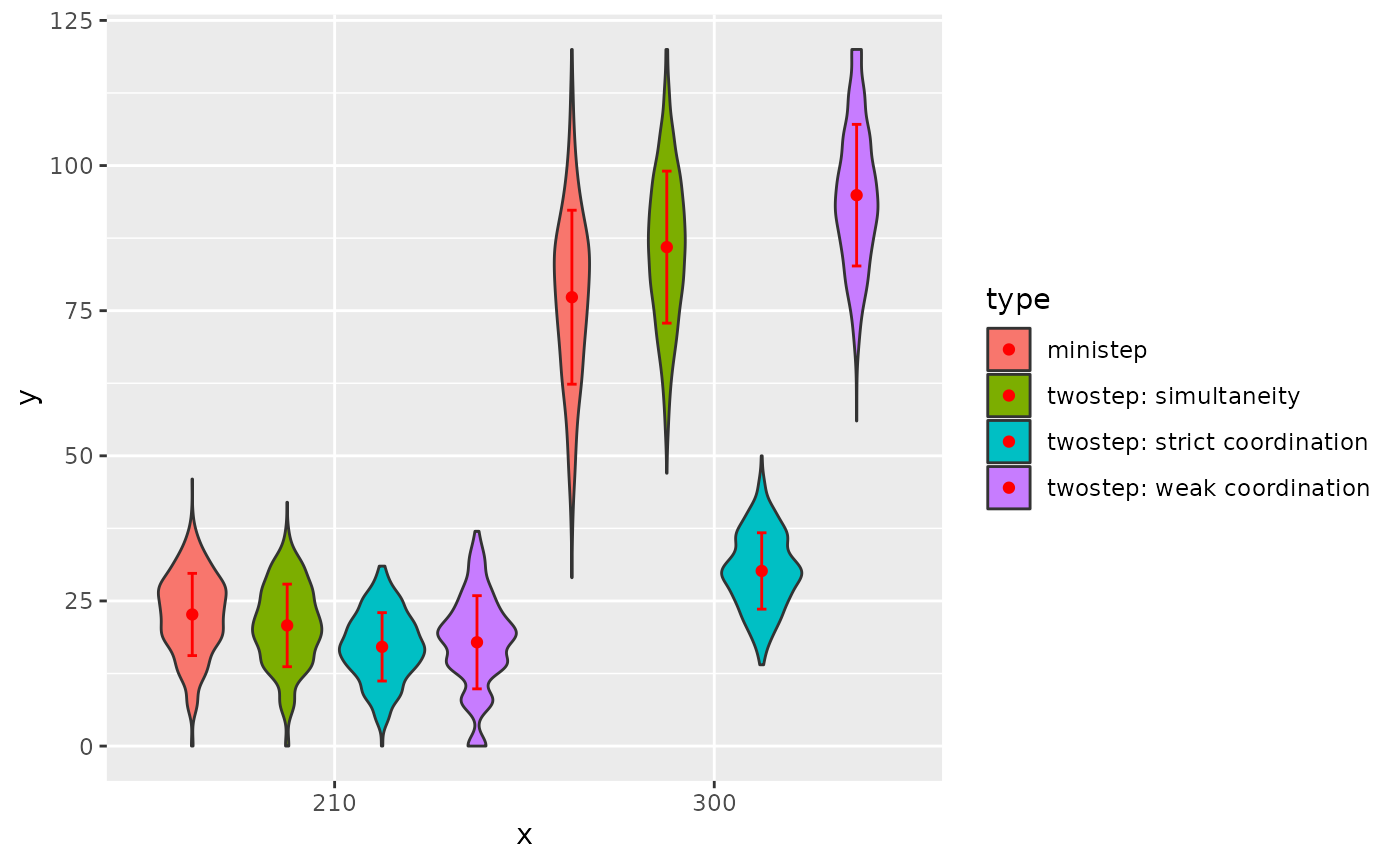 125
100
75
50
25
0
y
210
300
x
type
ministep
twostep: simultaneity
twostep: strict coordination
twostep: weak coordination